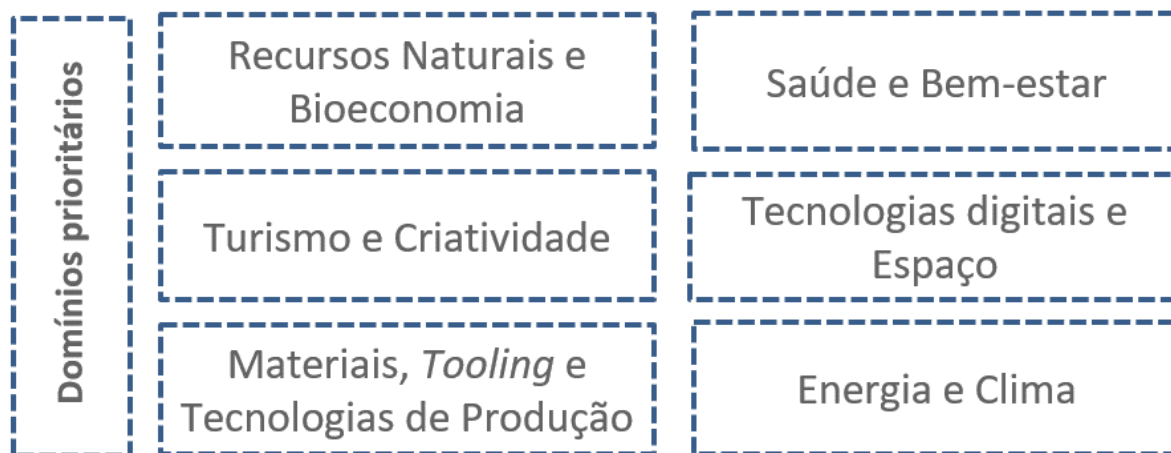 Domínios prioritários
Recursos Naturais e
Bioeconomia
Saúde e Bem-estar
Turismo e Criatividade
Tecnologias digitais e
Espaço
Materiais, Tooling e
Tecnologias de Produção
Energia e Clima